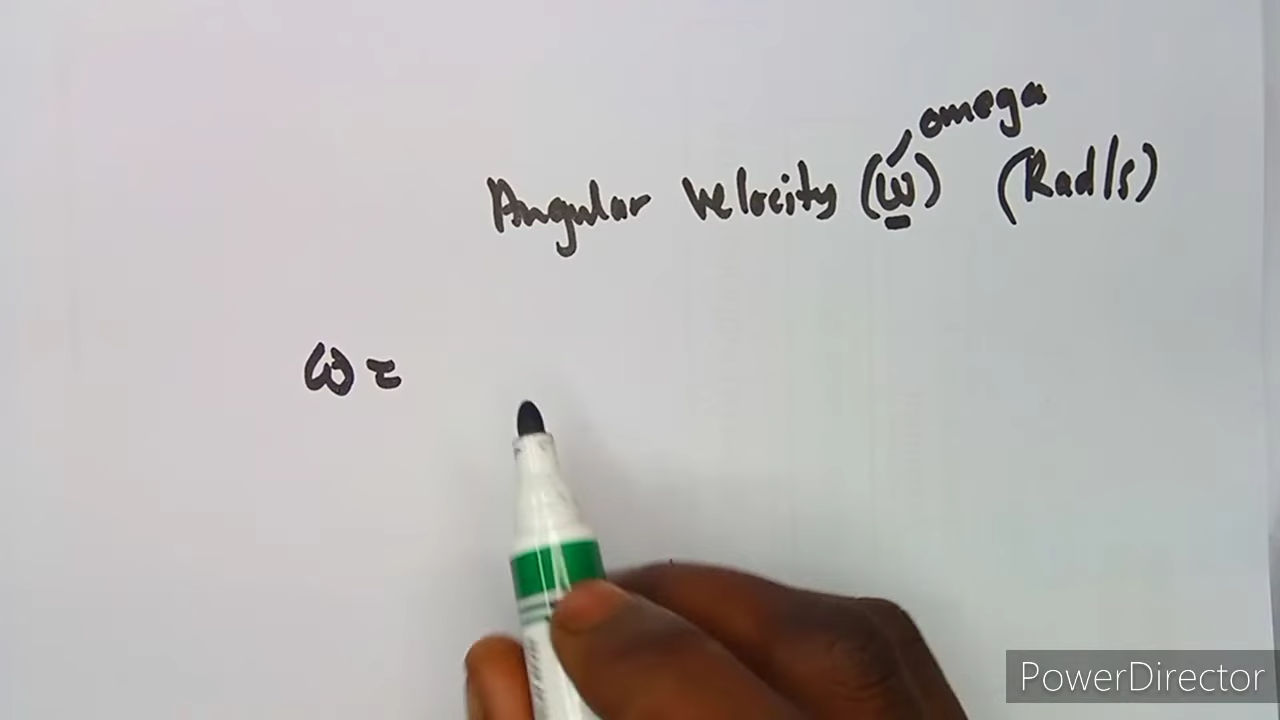 omega
Angular Velocity (ω) (Rad/s)
ω =
PowerDirector